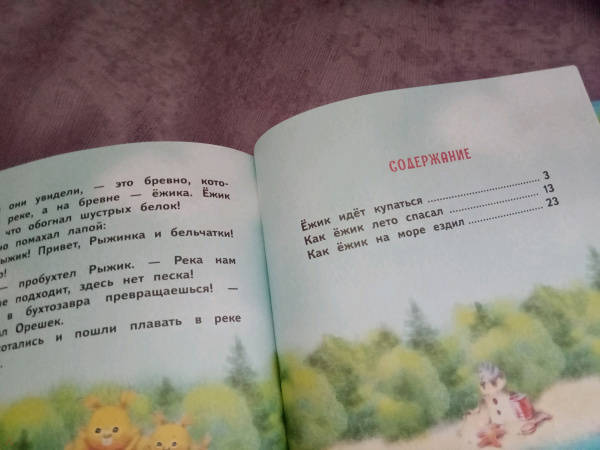 они увидели, — это бревно, кото-
реке, а на бревне — ёжика. Ёжик
что обогнал шустрых белок!
помахал лапой:
Привет, Рыжинка и бельчатки!
— пробухтел Рыжик. — Река нам
подходит, здесь нет песка!
в бухтозавра превращаешься! —
Орешек.
и пошли плавать в реке
СОДЕРЖАНИЕ
Ёжик идёт купаться ........ 3
Как ёжик лето спасал ........ 13
Как ёжик на море ездил ........ 23